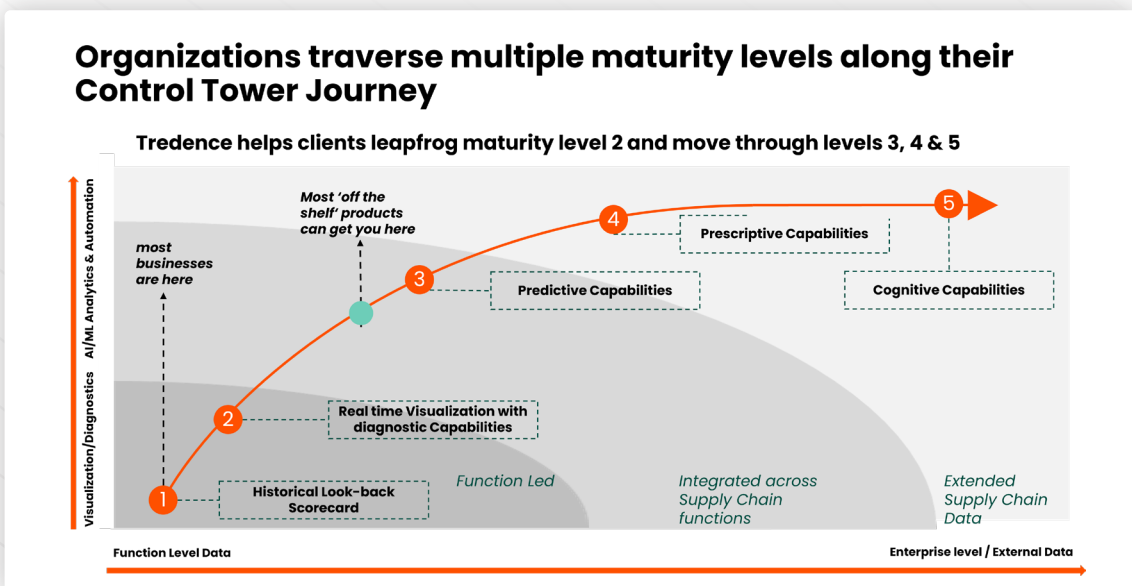 Organizations traverse multiple maturity levels along their
Control Tower Journey
Tredence helps clients leapfrog maturity level 2 and move through levels 3, 4 & 5
Visualization/Diagnostics AI/ML Analytics & Automation
Most ‘off the
shelf’ products
can get you here
most
businesses
are here
5
4
Prescriptive Capabilities
3
Predictive Capabilities
Cognitive Capabilities
2
Real time Visualization with
diagnostic Capabilities
1
Historical Look-back
Scorecard
Function Led
Integrated across
Supply Chain
functions
Extended
Supply Chain
Data
Function Level Data
Enterprise level / External Data